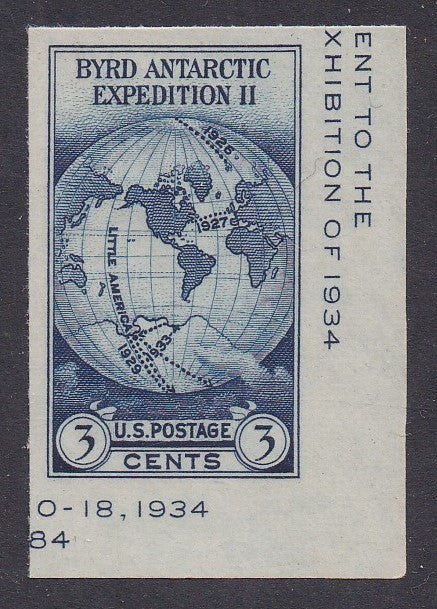 BYRD ANTARCTIC
EXPEDITION II
1926
1927
LITTLE AMERICA
1929
1933
3
U.S.POSTAGE
3
CENTS
ENT TO THE
XHIBITION OF 1934
0-18, 1934
84